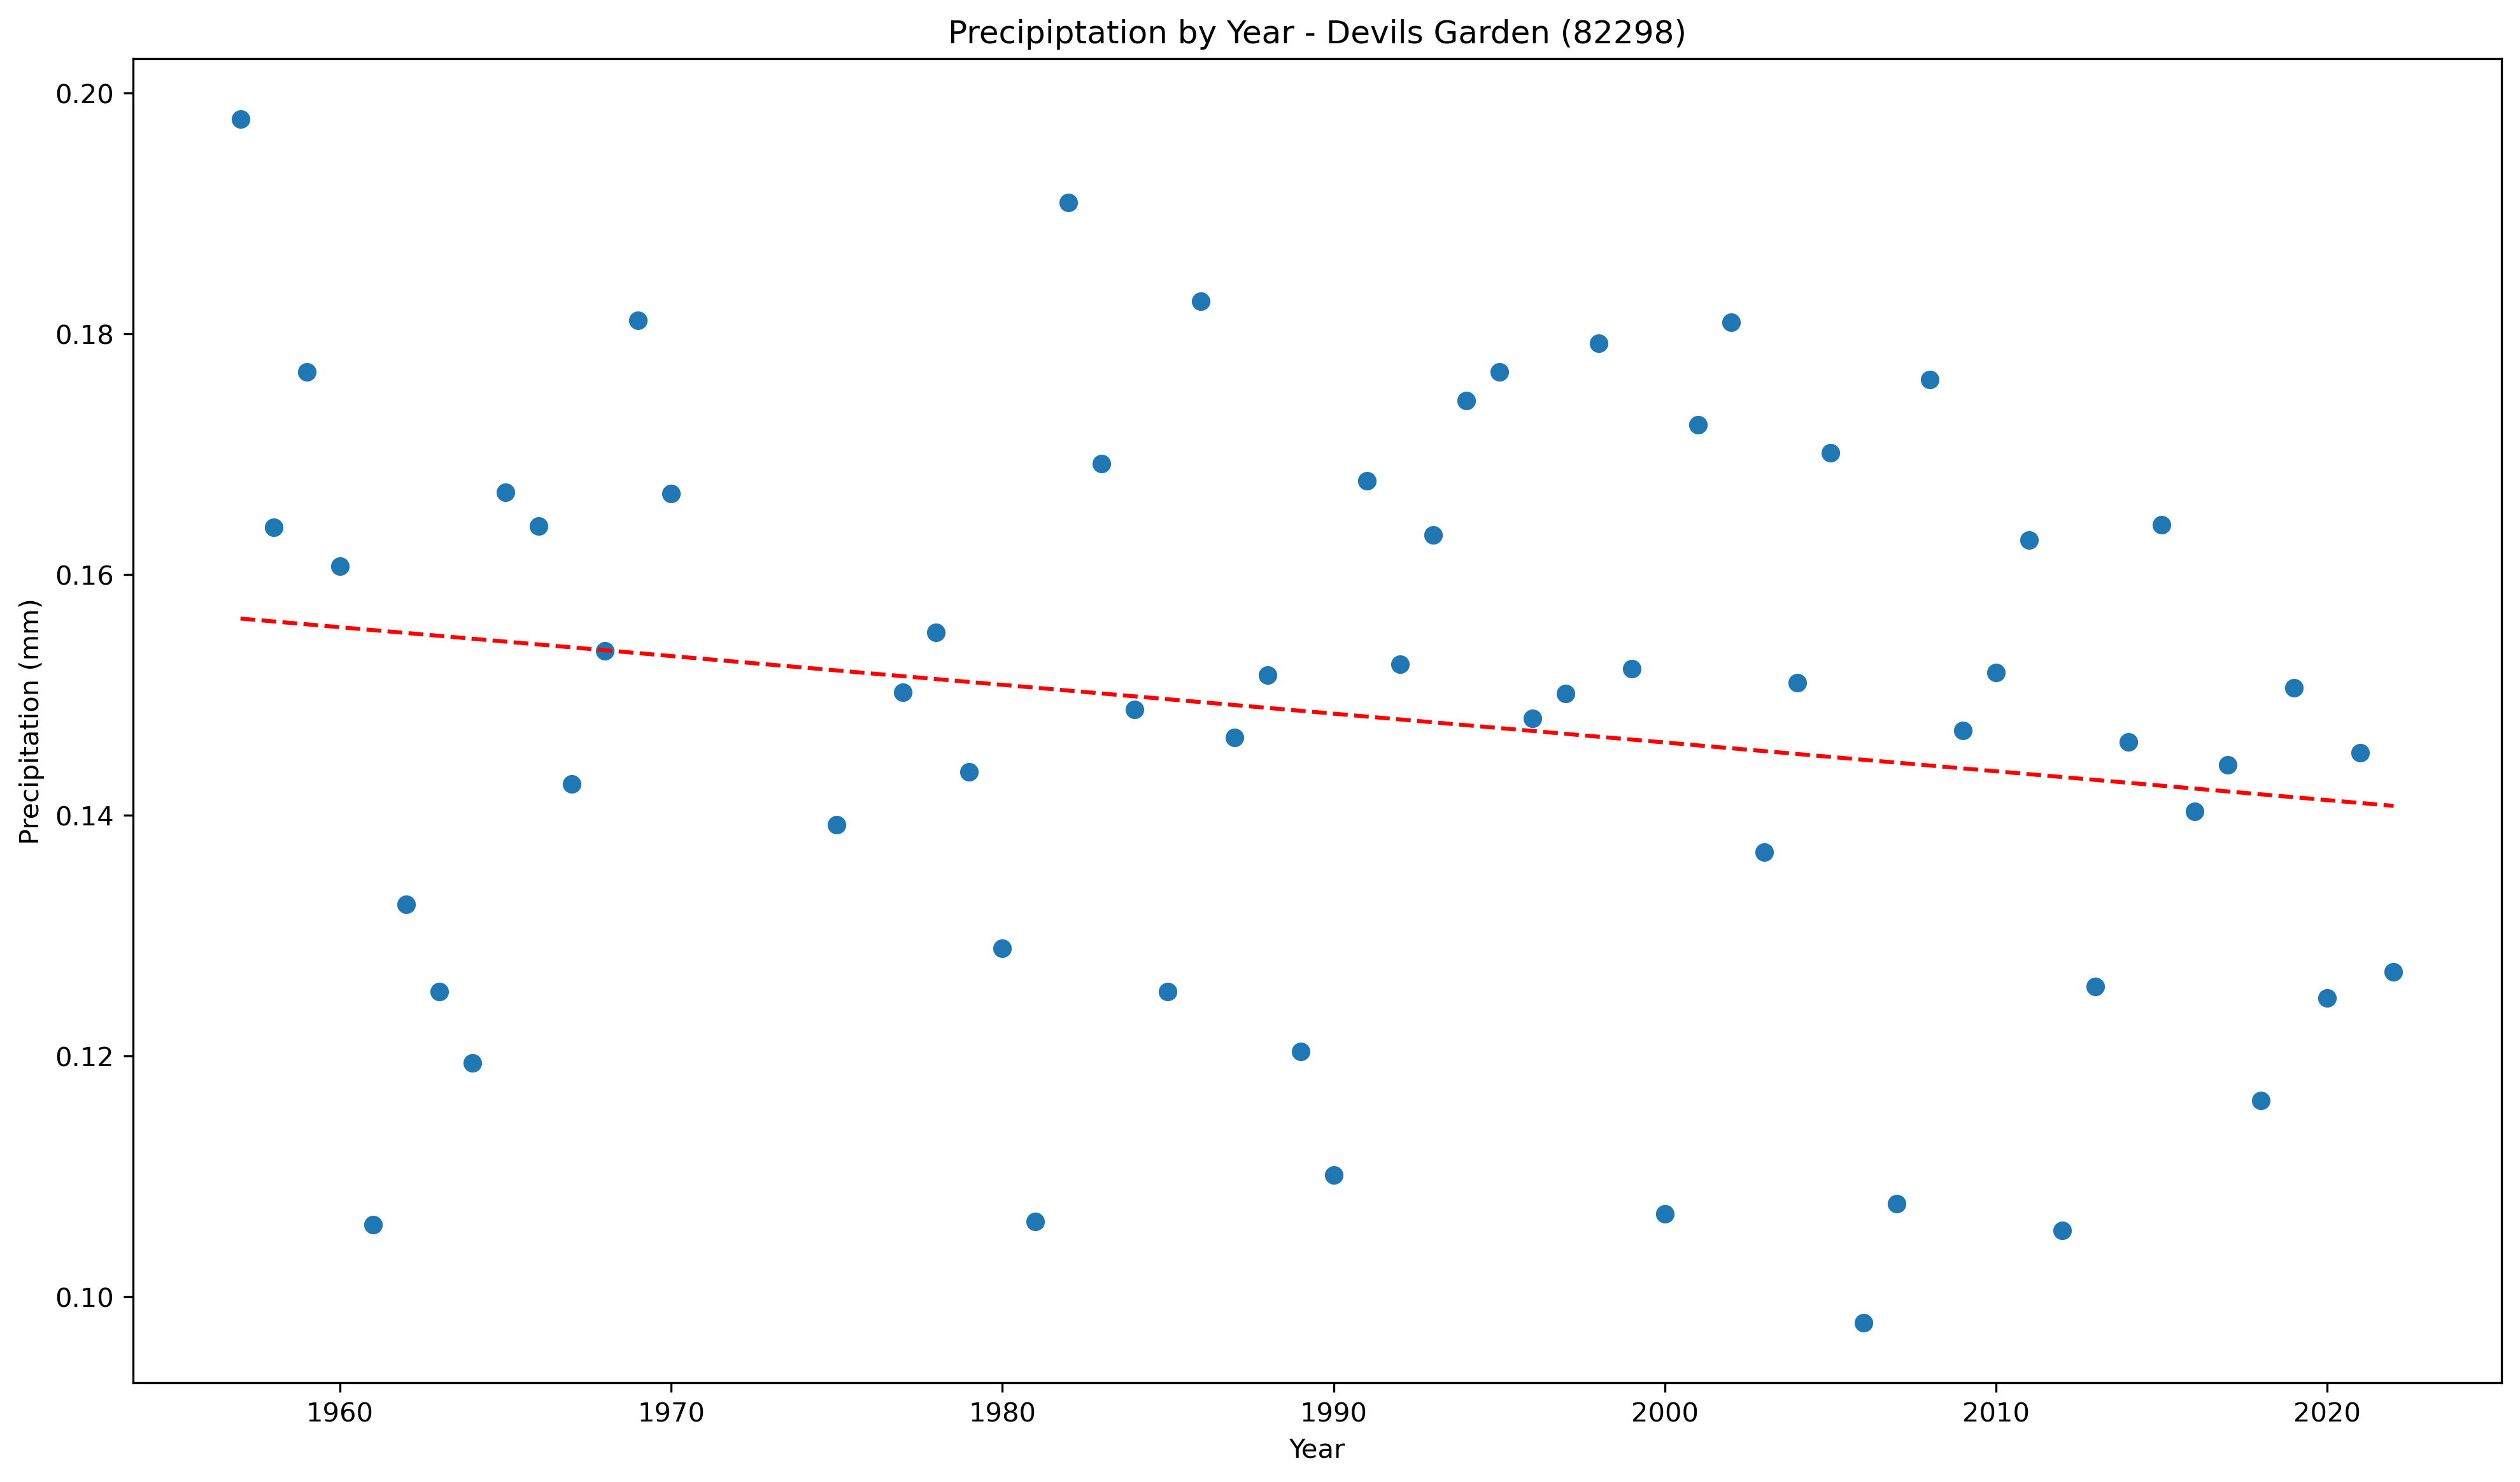 Precipiptation by Year - Devils Garden (82298)
Precipitation (mm)
0.20
0.18
0.16
0.14
0.12
0.10
1960 1970 1980 1990 2000 2010 2020
Year